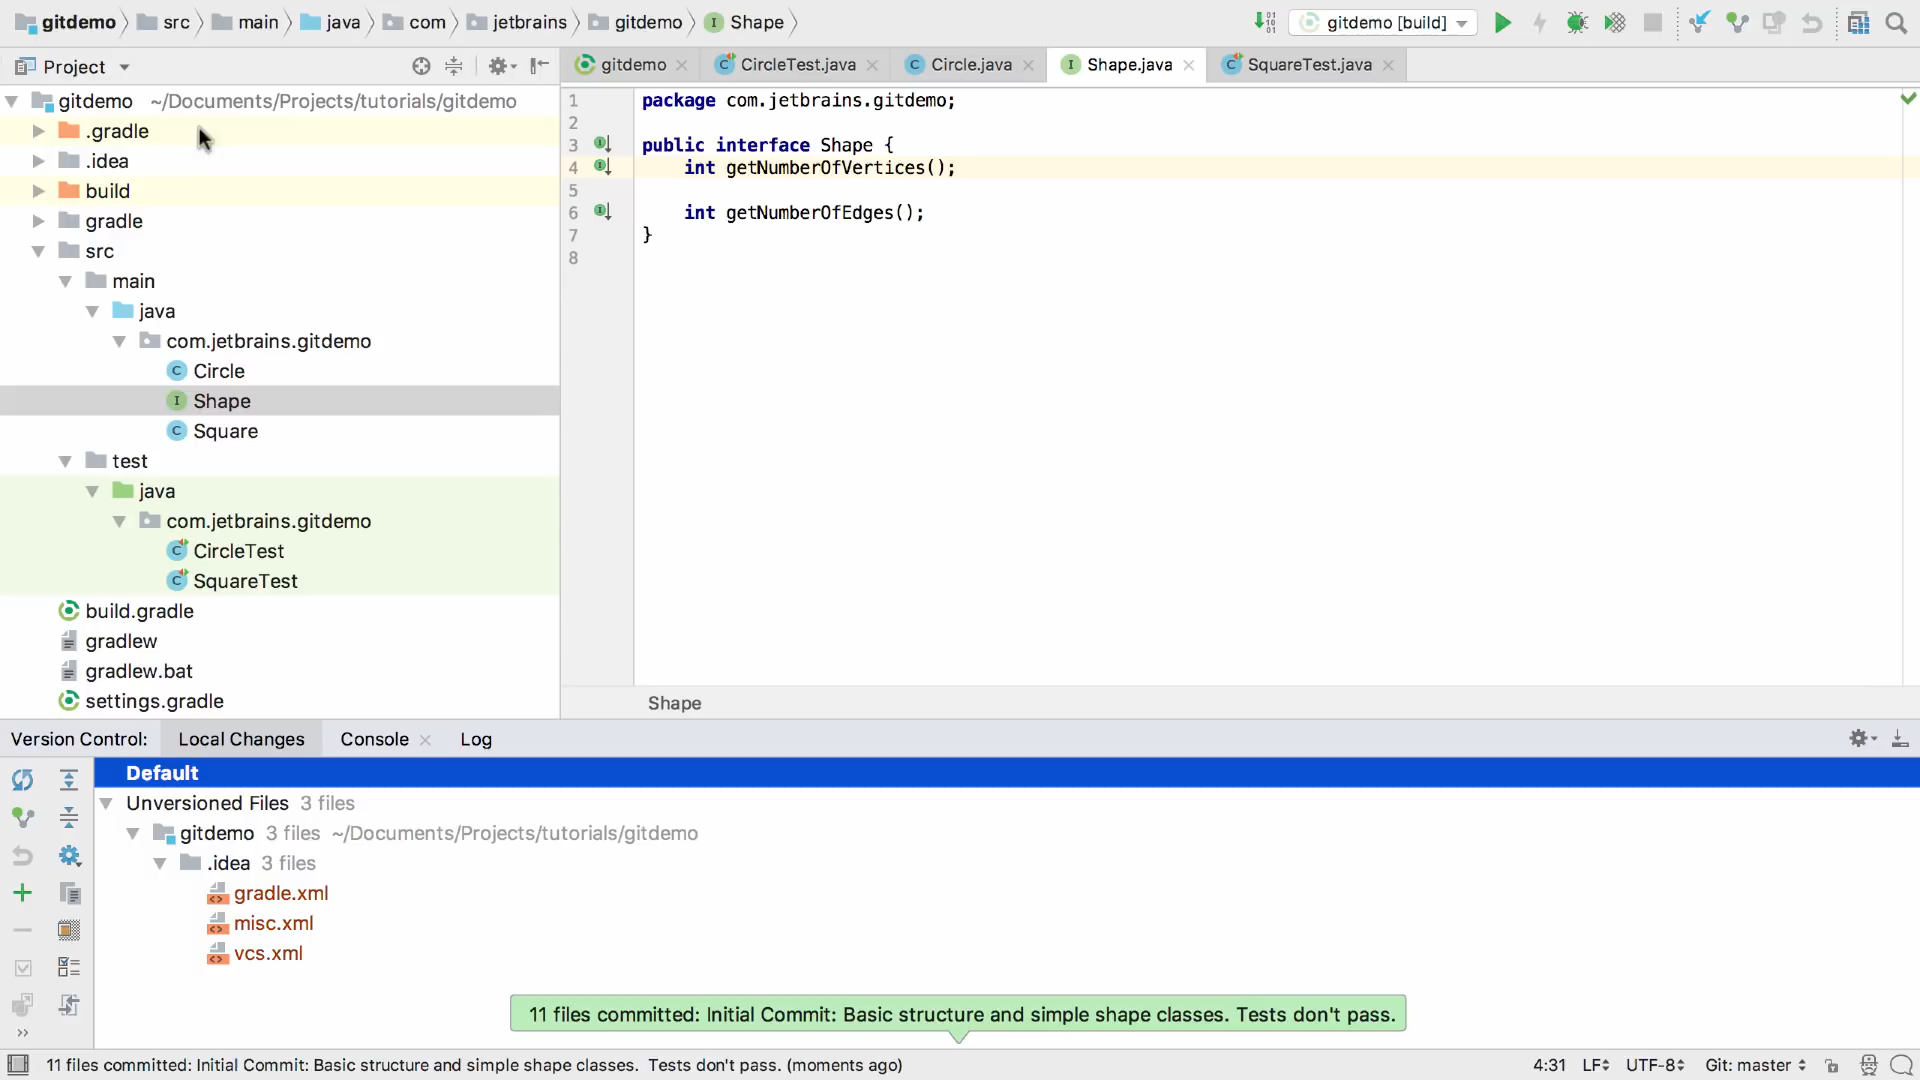 gitdemo src main java com jetbrains gitdemo I Shape
gitdemo [build]
Project
gitdemo CircleTest.java Circle.java Shape.java SquareTest.java
gitdemo ~/Documents/Projects/tutorials/gitdemo
.gradle
.idea
build
gradle
src
main
java
com.jetbrains.gitdemo
C Circle
I Shape
C Square
test
java
com.jetbrains.gitdemo
C CircleTest
C SquareTest
build.gradle
gradlew
gradlew.bat
settings.gradle
1 package com.jetbrains.gitdemo;
2
3 public interface Shape {
4 int getNumberOfVertices();
5
6 int getNumberOfEdges();
7 }
8
Shape
Version Control: Local Changes Console Log
Default
Unversioned Files 3 files
gitdemo 3 files ~/Documents/Projects/tutorials/gitdemo
.idea 3 files
gradle.xml
misc.xml
vcs.xml
11 files committed: Initial Commit: Basic structure and simple shape classes. Tests don't pass.
11 files committed: Initial Commit: Basic structure and simple shape classes. Tests don't pass. (moments ago)
4:31 LF UTF-8 Git: master